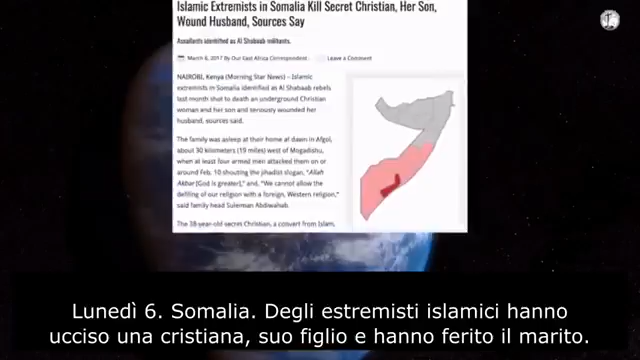 Islamic Extremists in Somalia Kill Secret Christian, Her Son,
Wound Husband, Sources Say
Assailants identified as Al Shabaab militants.
March 6, 2017 By Our East Africa Correspondent Leave a Comment
NAIROBI, Kenya (Morning Star News) – Islamic
extremists in Somalia identified as Al Shabaab rebels
last month shot to death an underground Christian
woman and her son and seriously wounded her
husband, sources said.
The family was asleep at their home at dawn in Afgoi,
about 30 kilometers (19 miles) west of Mogadishu,
when at least four armed men attacked them on or
around Feb. 10 shouting the jihadist slogan, "Allah
Akbar [God is greater]," and, "We cannot allow the
defiling of our religion with a foreign, Western religion,"
said family head Suleiman Abdiwahab.
The 38-year-old secret Christian, a convert from Islam,
Lunedì 6. Somalia. Degli estremisti islamici hanno
ucciso una cristiana, suo figlio e hanno ferito il marito.